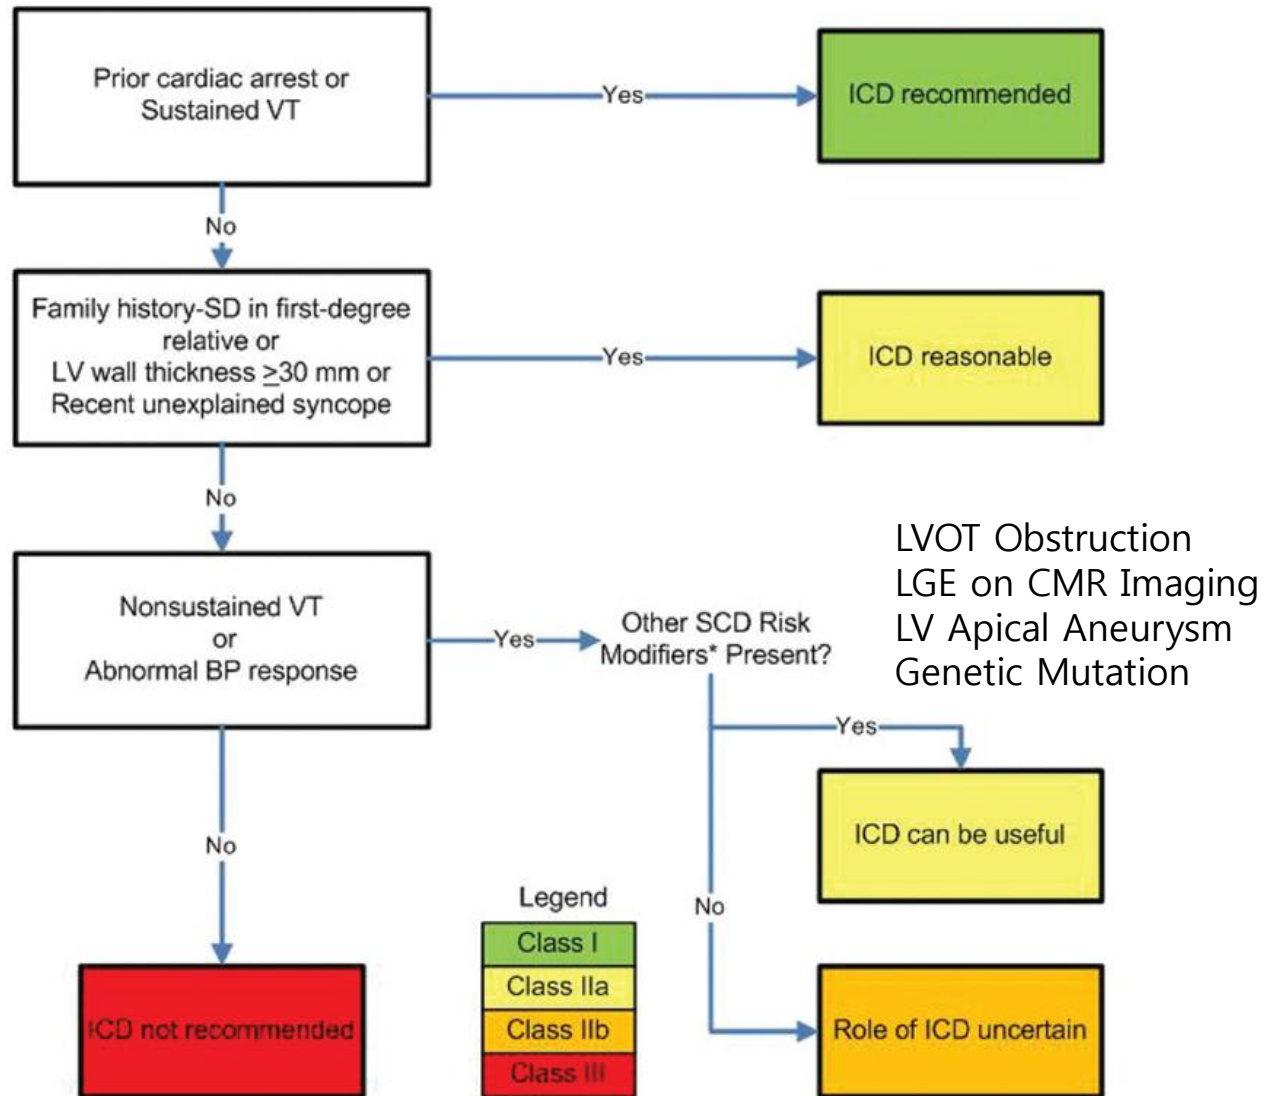 Prior cardiac arrest or
Sustained VT
Yes
ICD recommended
No
Family history-SD in first-degree
relative or
LV wall thickness ≥30 mm or
Recent unexplained syncope
Yes
ICD reasonable
No
LVOT Obstruction
LGE on CMR Imaging
LV Apical Aneurysm
Genetic Mutation
Nonsustained VT
or
Abnormal BP response
Yes
Other SCD Risk
Modifiers* Present?
Yes
ICD can be useful
No
No
Legend
Class I
Class IIa
Class IIb
Class III
ICD not recommended
Role of ICD uncertain